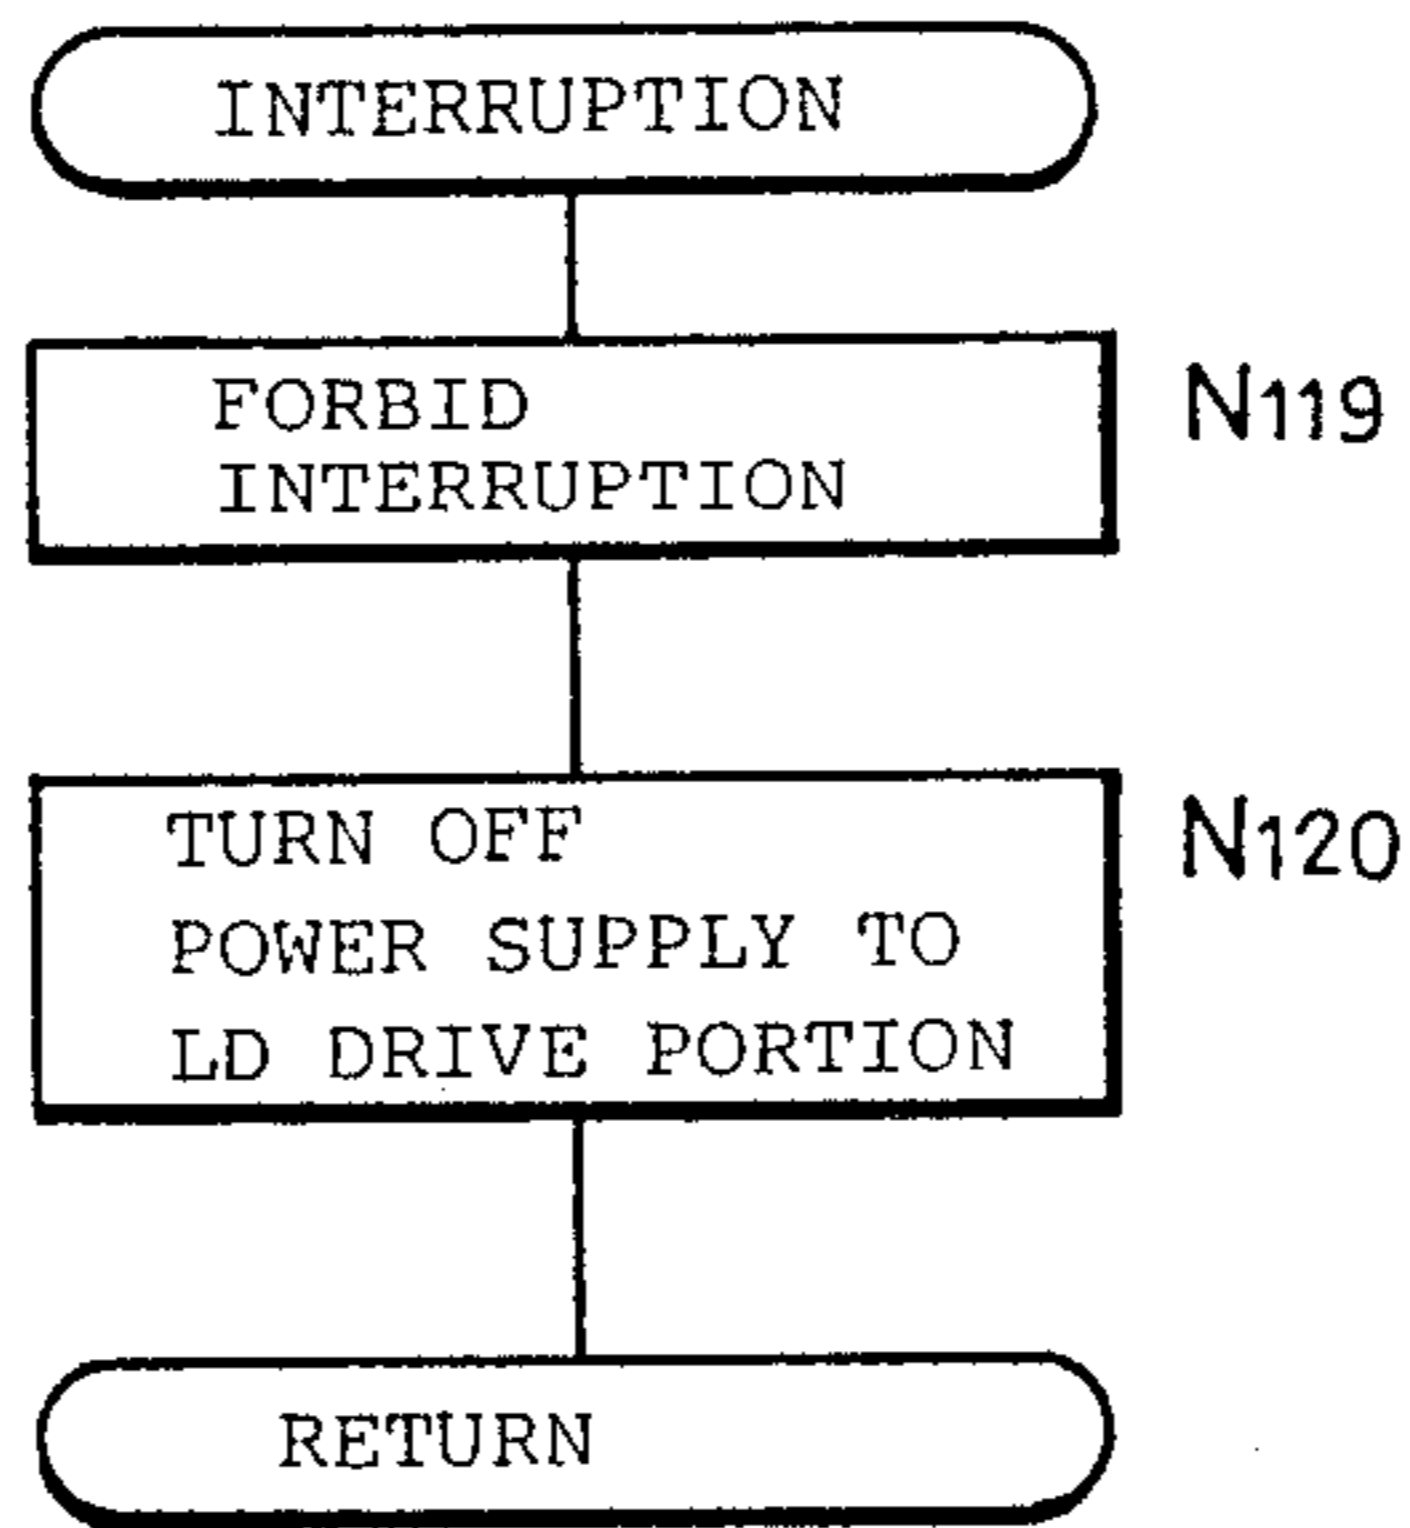 INTERRUPTION
FORBID
INTERRUPTION
N119
TURN OFF
POWER SUPPLY TO
LD DRIVE PORTION
N120
RETURN